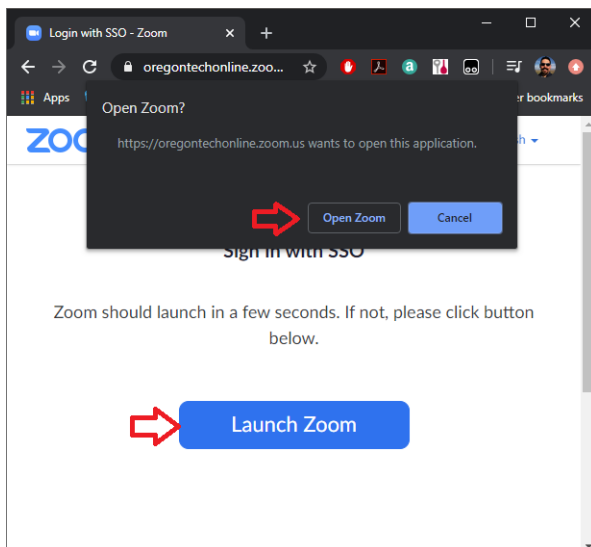 Login with SSO - Zoom
oregontechonline.zoo...
Apps
er bookmarks
Open Zoom?
https://oregontechonline.zoom.us wants to open this application.
Open Zoom
Cancel
ZOO
sh
Sign in with SSO
Zoom should launch in a few seconds. If not, please click button
below.
Launch Zoom